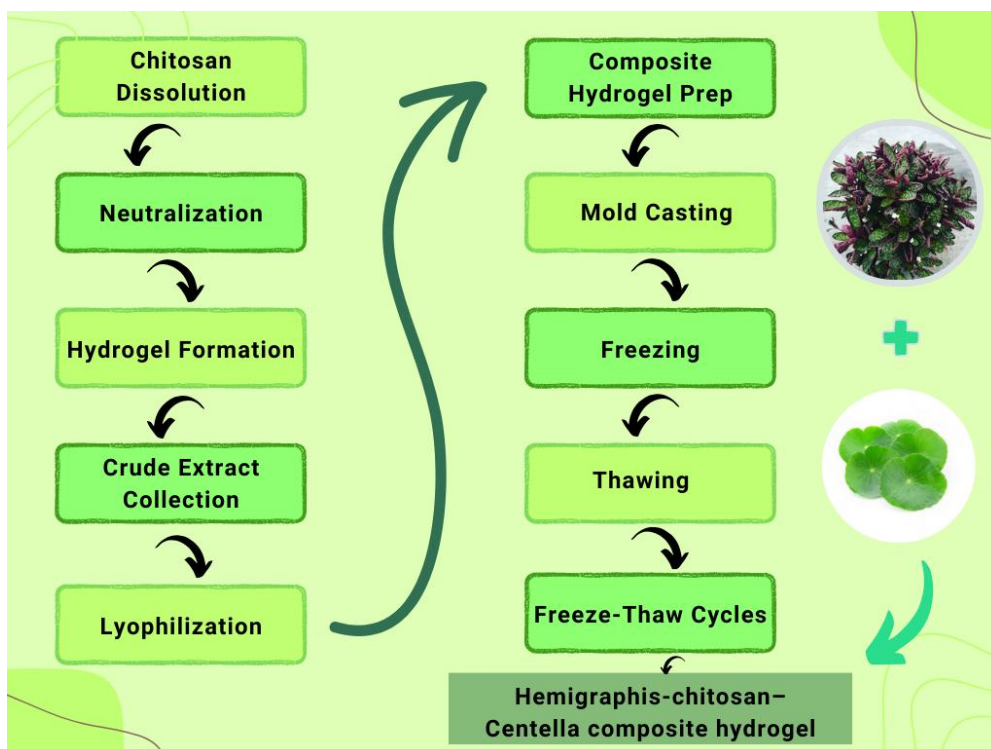 Chitosan
Dissolution
Neutralization
Hydrogel Formation
Crude Extract
Collection
Lyophilization
Composite
Hydrogel Prep
Mold Casting
Freezing
Thawing
Freeze-Thaw Cycles
Hemigraphis-chitosan–
Centella composite hydrogel